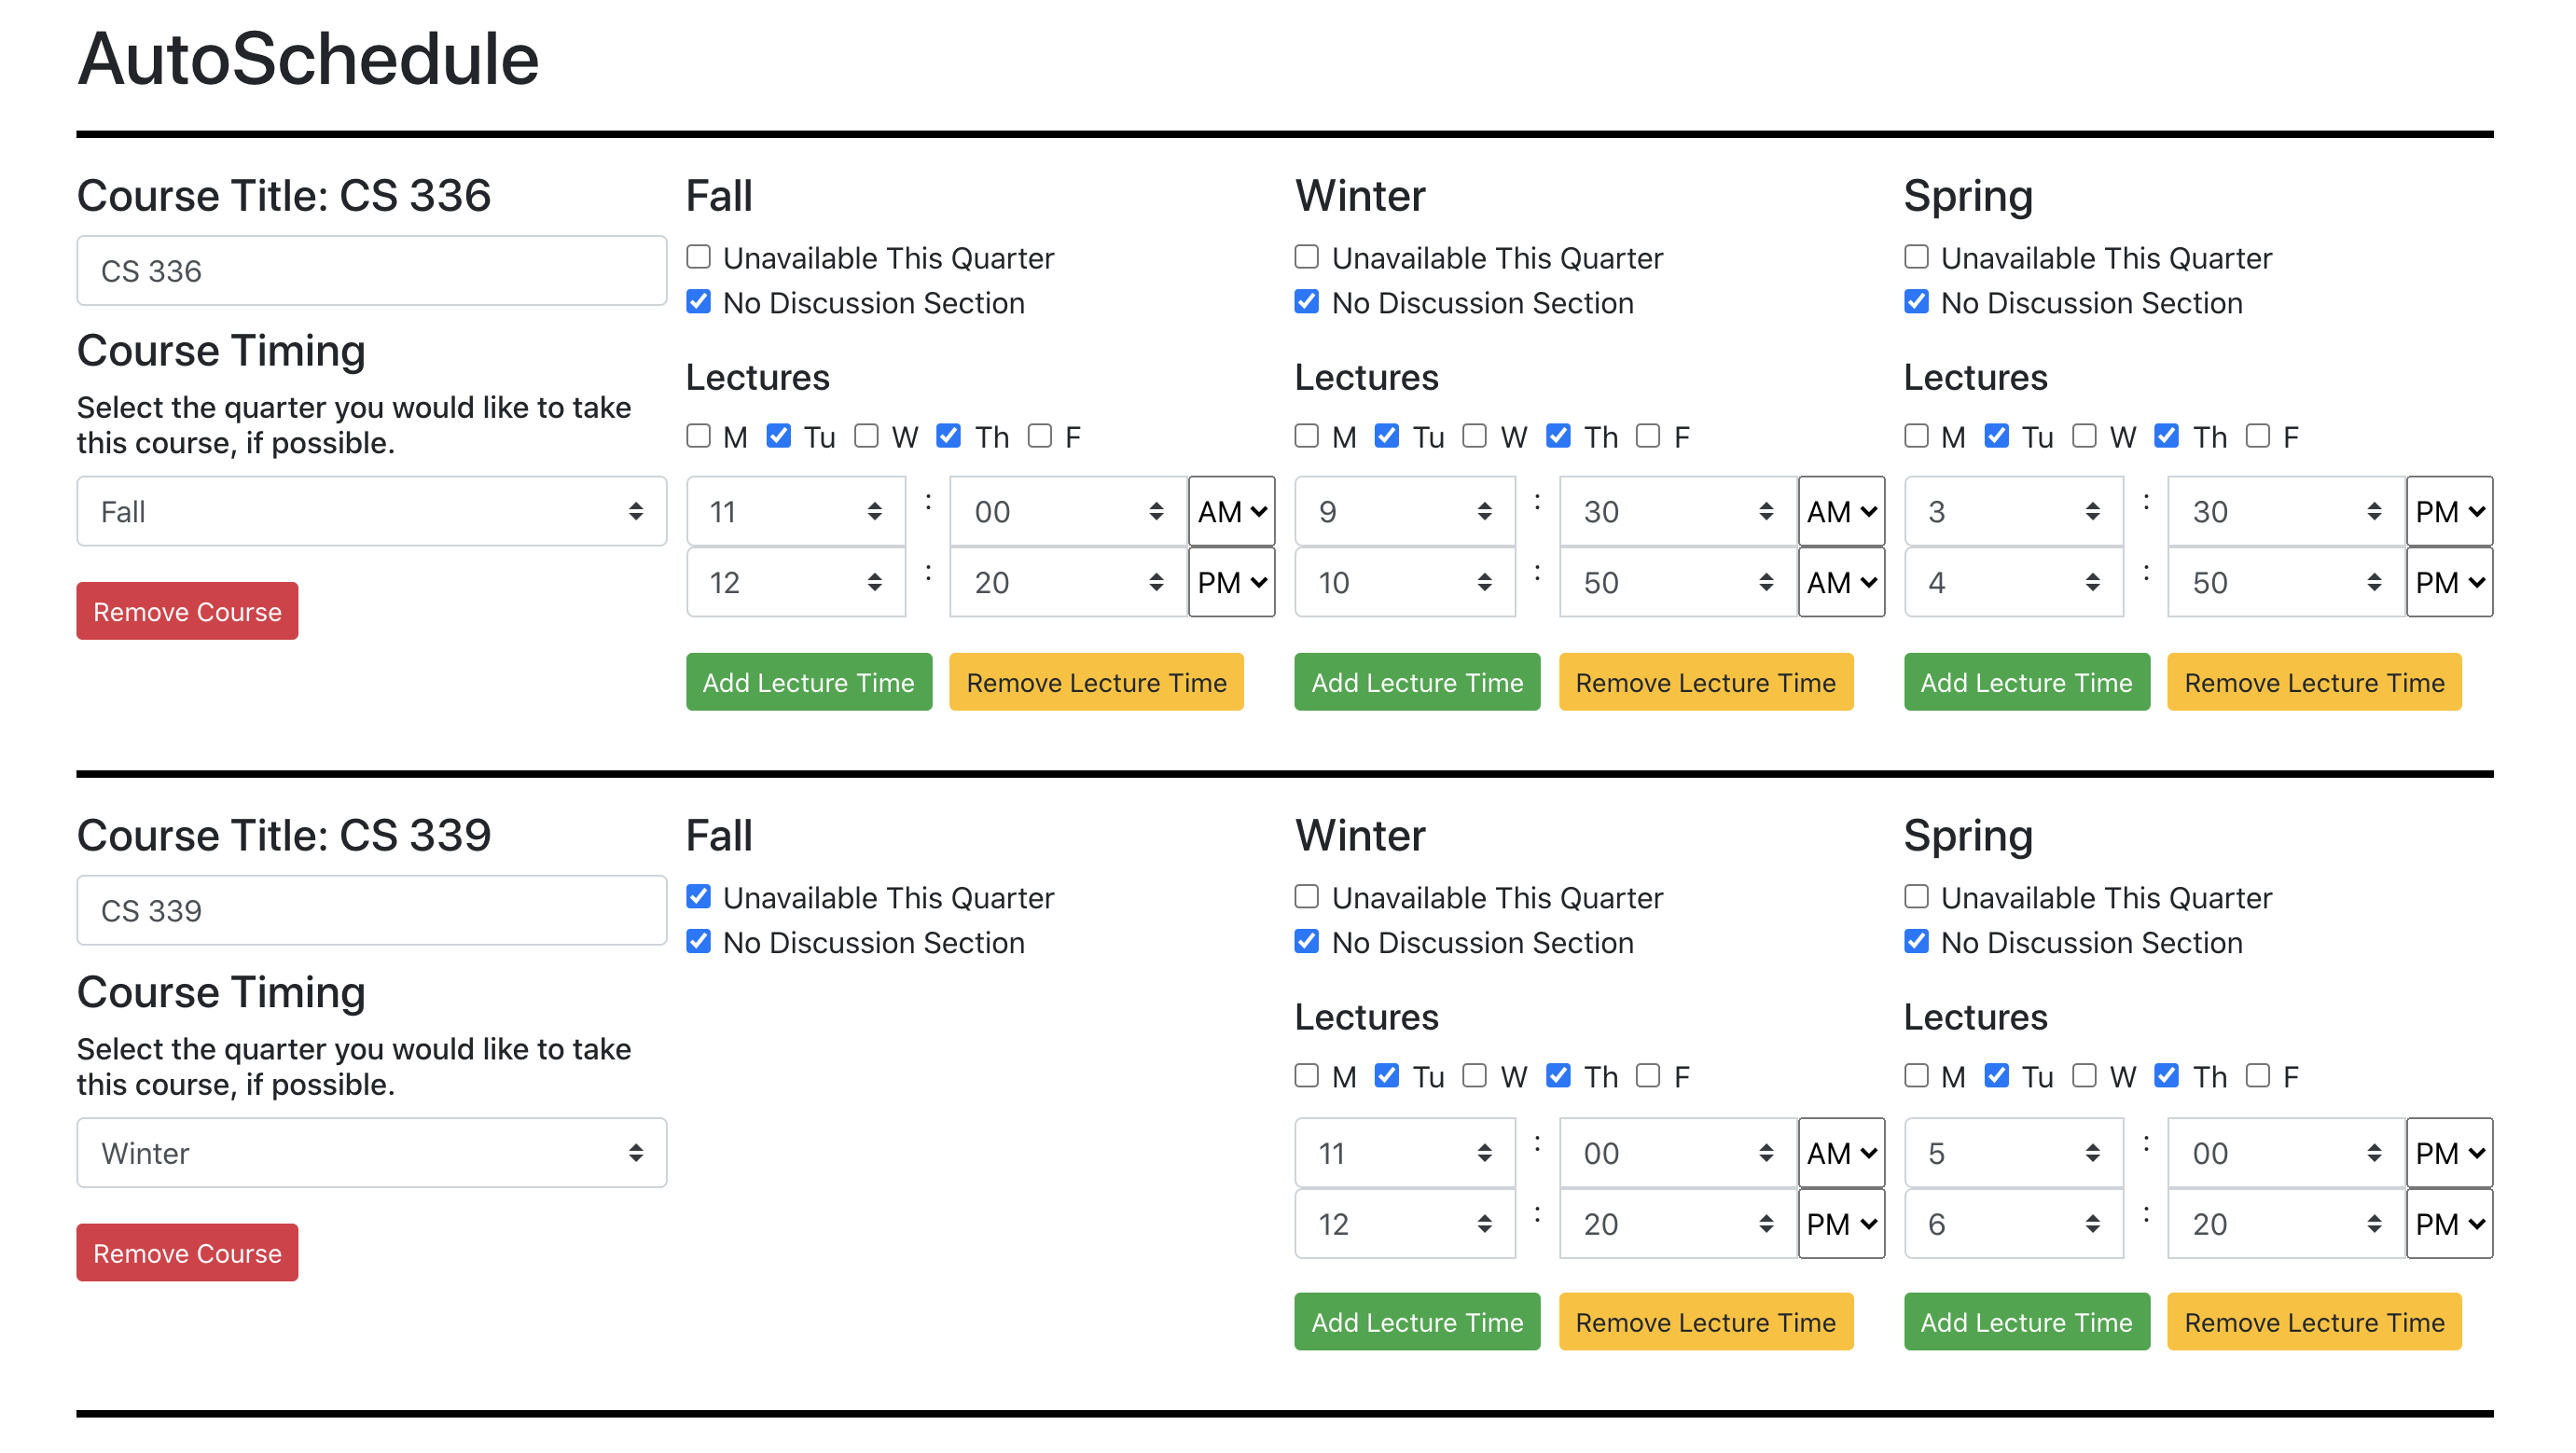 AutoSchedule
Course Title: CS 336
CS 336
Course Timing
Select the quarter you would like to take
this course, if possible.
Fall
Remove Course
Fall
Unavailable This Quarter
No Discussion Section
Lectures
M Tu W Th F
11 : 00 AM
12 : 20 PM
Add Lecture Time Remove Lecture Time
Winter
Unavailable This Quarter
No Discussion Section
Lectures
M Tu W Th F
9 : 30 AM
10 : 50 AM
Add Lecture Time Remove Lecture Time
Spring
Unavailable This Quarter
No Discussion Section
Lectures
M Tu W Th F
3 : 30 PM
4 : 50 PM
Add Lecture Time Remove Lecture Time
Course Title: CS 339
CS 339
Course Timing
Select the quarter you would like to take
this course, if possible.
Winter
Remove Course
Fall
Unavailable This Quarter
No Discussion Section
Winter
Unavailable This Quarter
No Discussion Section
Lectures
M Tu W Th F
11 : 00 AM
12 : 20 PM
Add Lecture Time Remove Lecture Time
Spring
Unavailable This Quarter
No Discussion Section
Lectures
M Tu W Th F
5 : 00 PM
6 : 20 PM
Add Lecture Time Remove Lecture Time